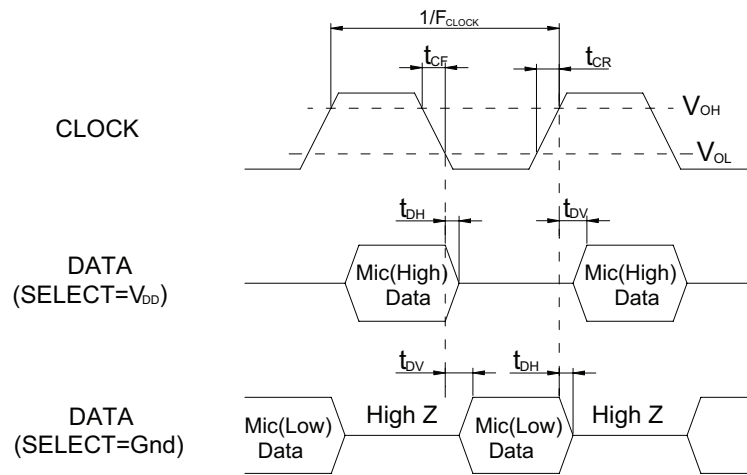 1/FCLOCK
tCF
tCR
CLOCK
VOH
VOL
tDH
tDV
DATA
(SELECT=VDD)
Mic(High)
Data
Mic(High)
Data
tDV
tDH
DATA
(SELECT=Gnd)
Mic(Low)
Data
High Z
Mic(Low)
Data
High Z